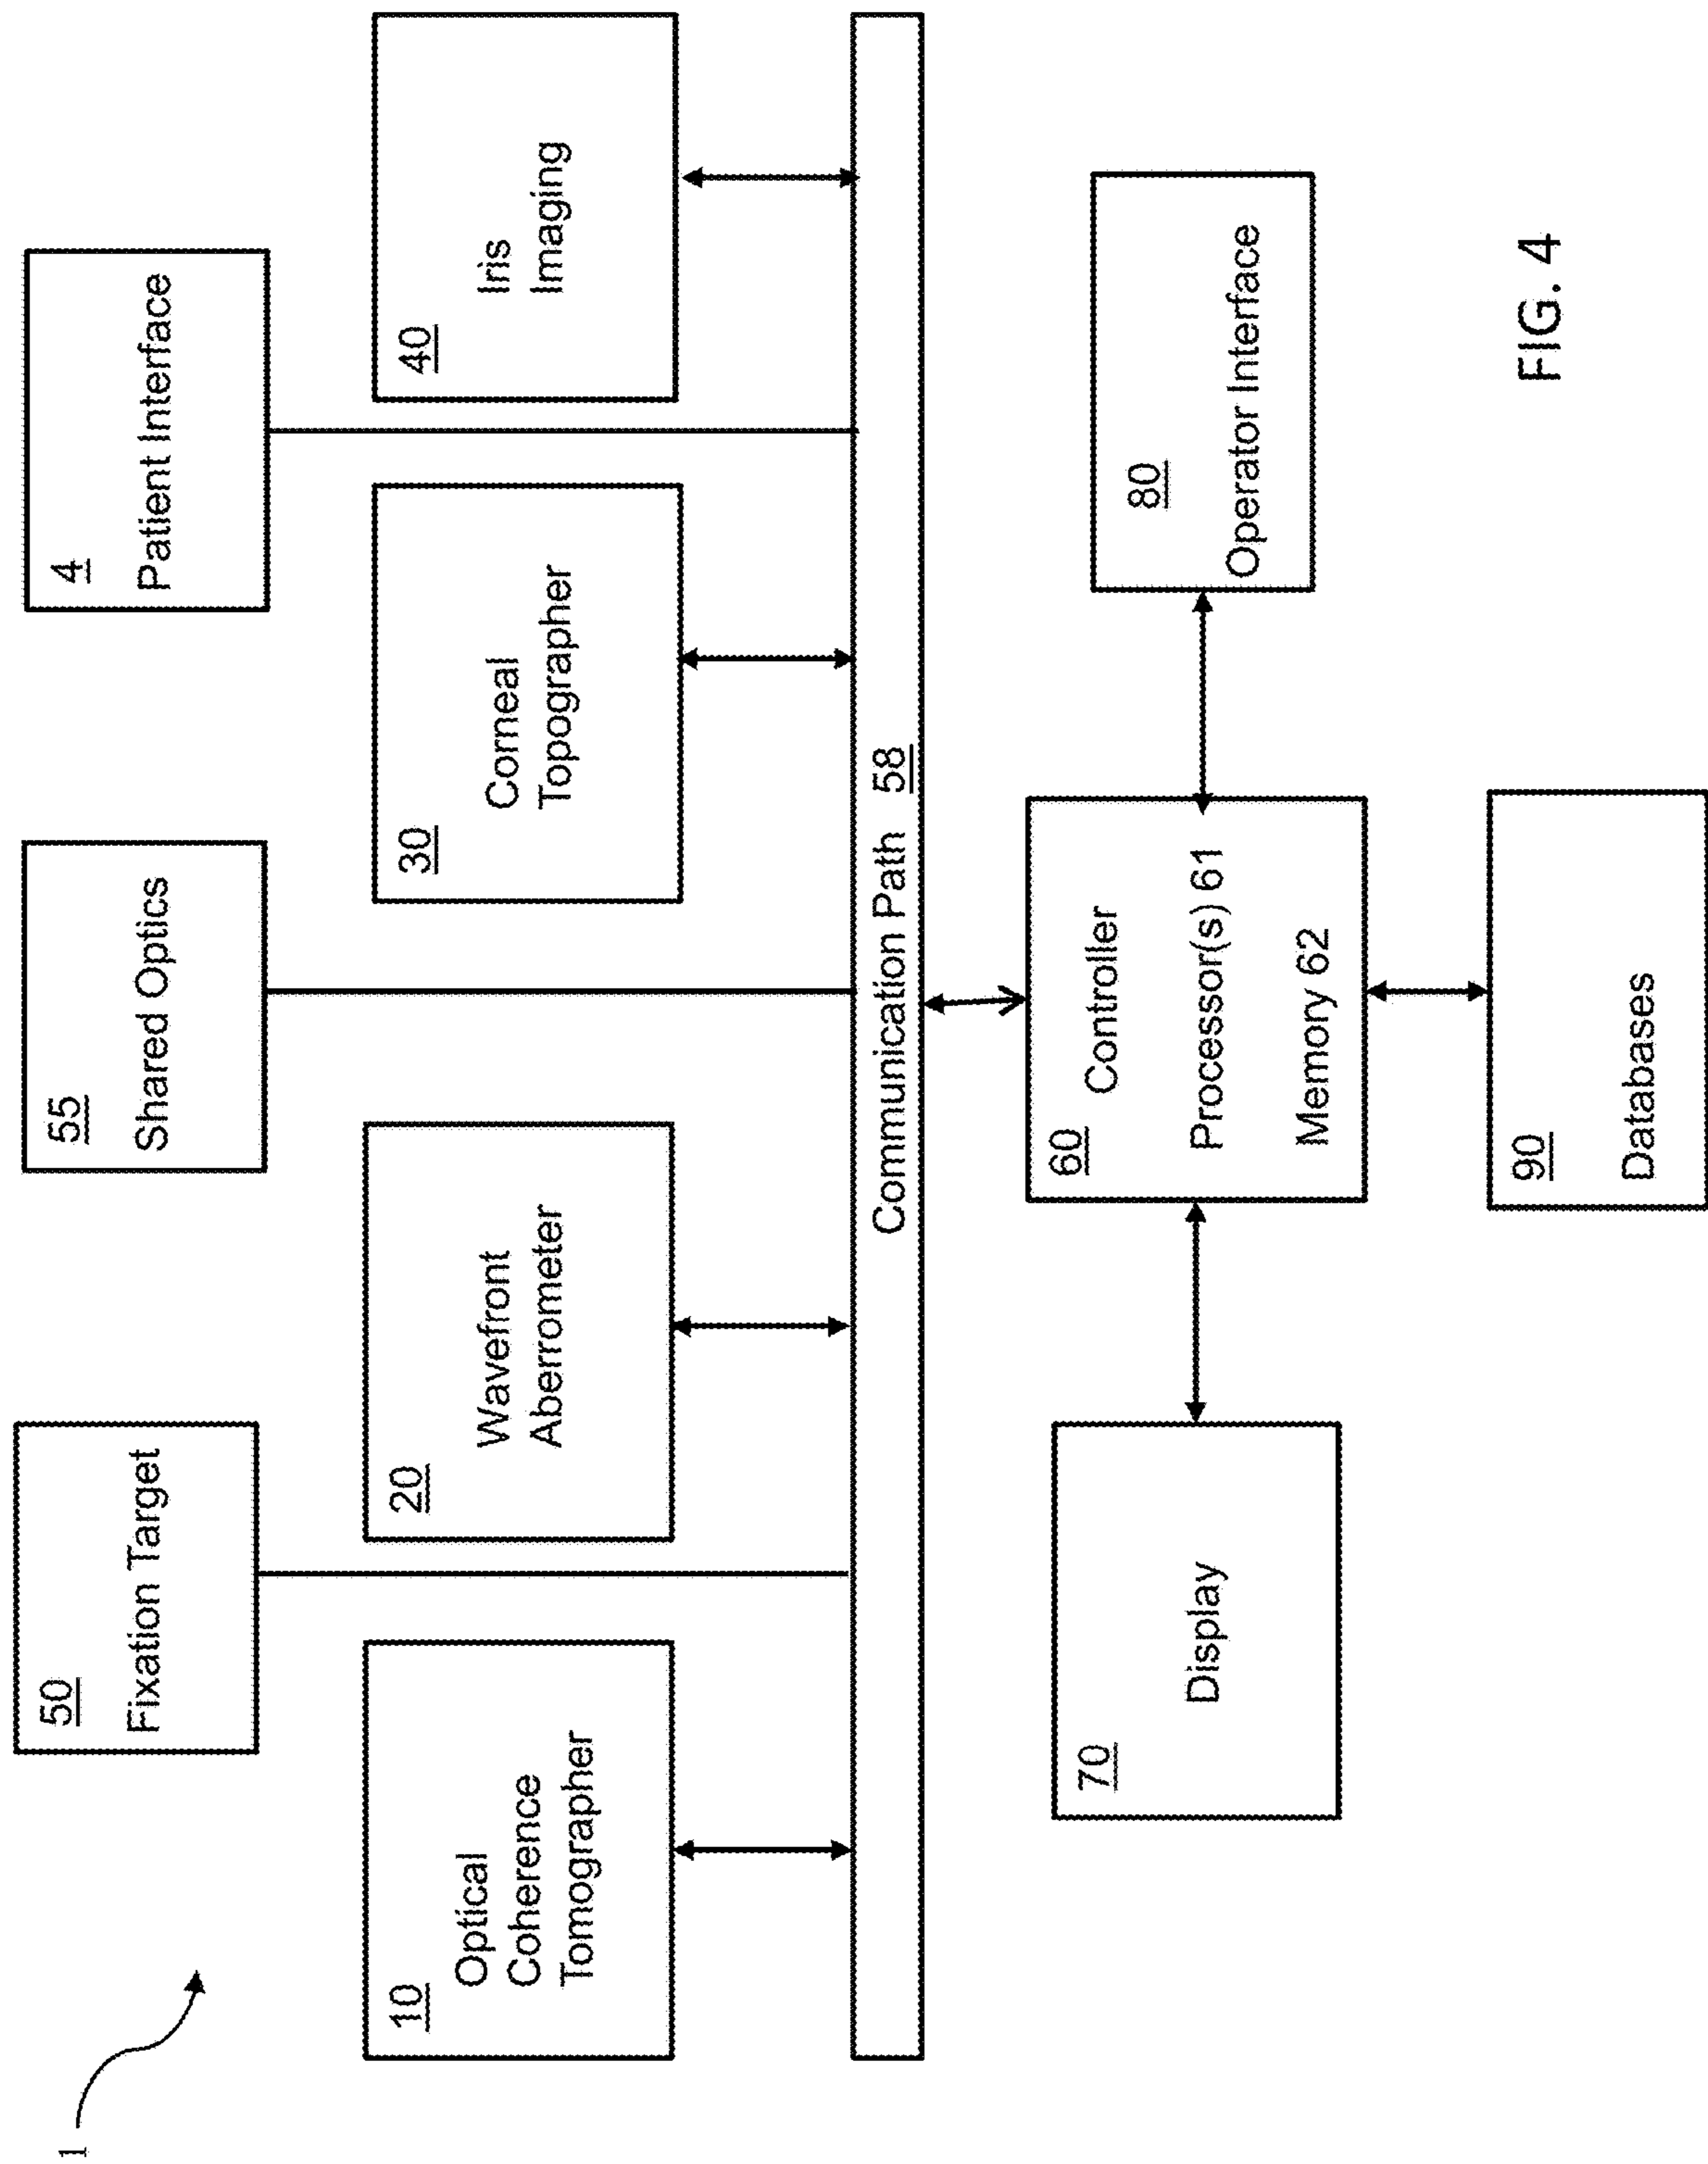 1
50
Fixation Target
55
Shared Optics
4
Patient Interface
10
Optical
Coherence
Tomographer
20
Wavefront
Aberrometer
30
Corneal
Topographer
40
Iris
Imaging
Communication Path 58
70
Display
60
Controller
Processor(s) 61
Memory 62
80
Operator Interface
90
Databases
FIG. 4